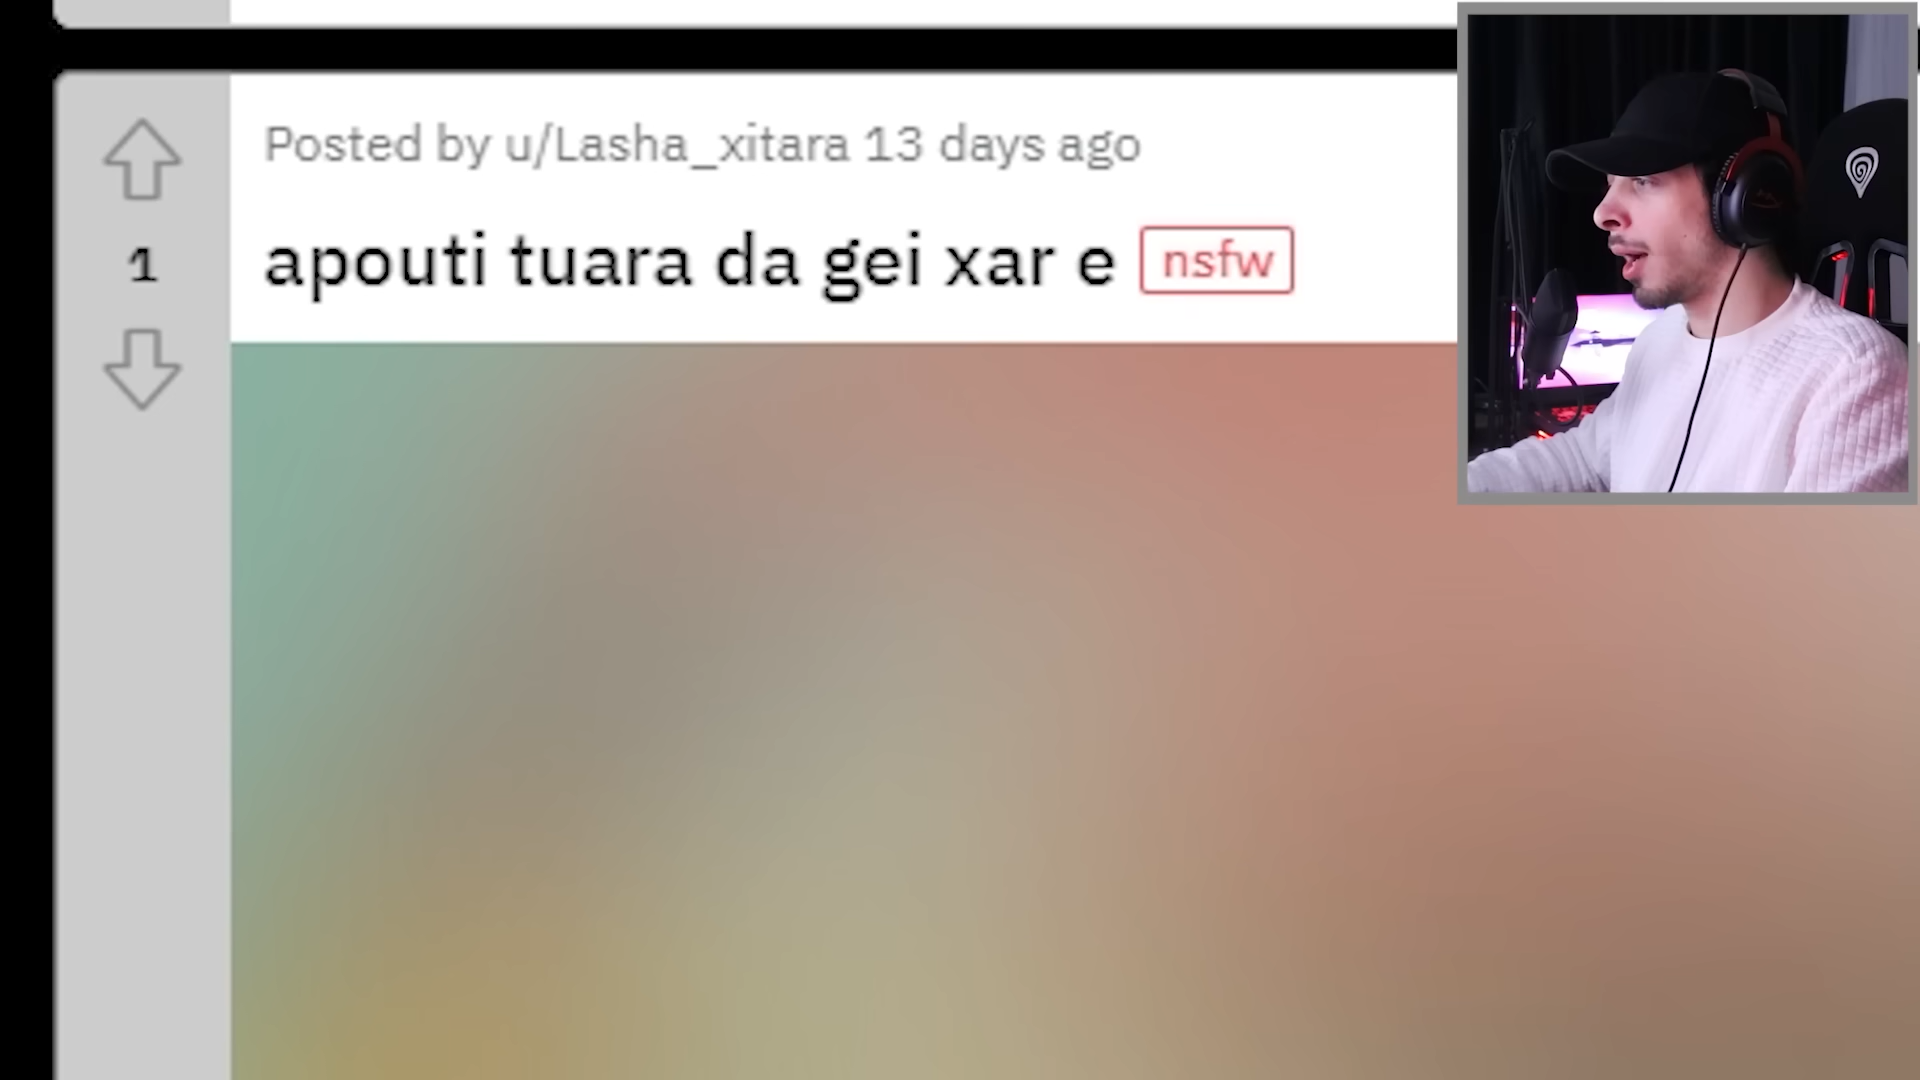 Posted by u/Lasha_xitara 13 days ago
apouti tuara da gei xar e nsfw
1